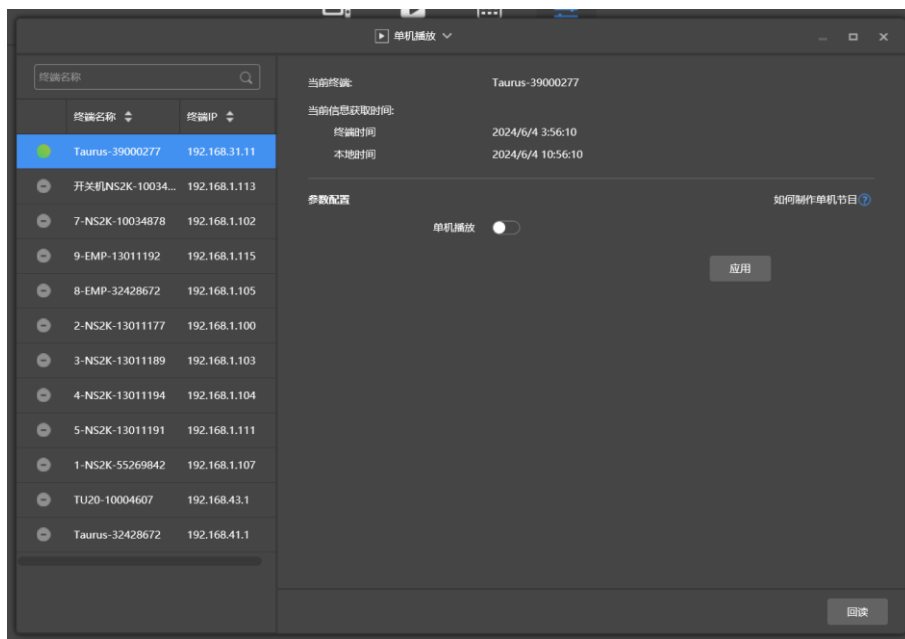 单机播放
终端名称
终端名称 终端IP
Taurus-39000277 192.168.31.11
开关机NS2K-10034... 192.168.1.113
7-NS2K-10034878 192.168.1.102
9-EMP-13011192 192.168.1.115
8-EMP-32428672 192.168.1.105
2-NS2K-13011177 192.168.1.100
3-NS2K-13011189 192.168.1.103
4-NS2K-13011194 192.168.1.104
5-NS2K-13011191 192.168.1.111
1-NS2K-55269842 192.168.1.107
TU20-10004607 192.168.43.1
Taurus-32428672 192.168.41.1
当前终端: Taurus-39000277
当前信息获取时间:
终端时间 2024/6/4 3:56:10
本地时间 2024/6/4 10:56:10
参数配置 如何制作单机节目?
单机播放
应用
回读